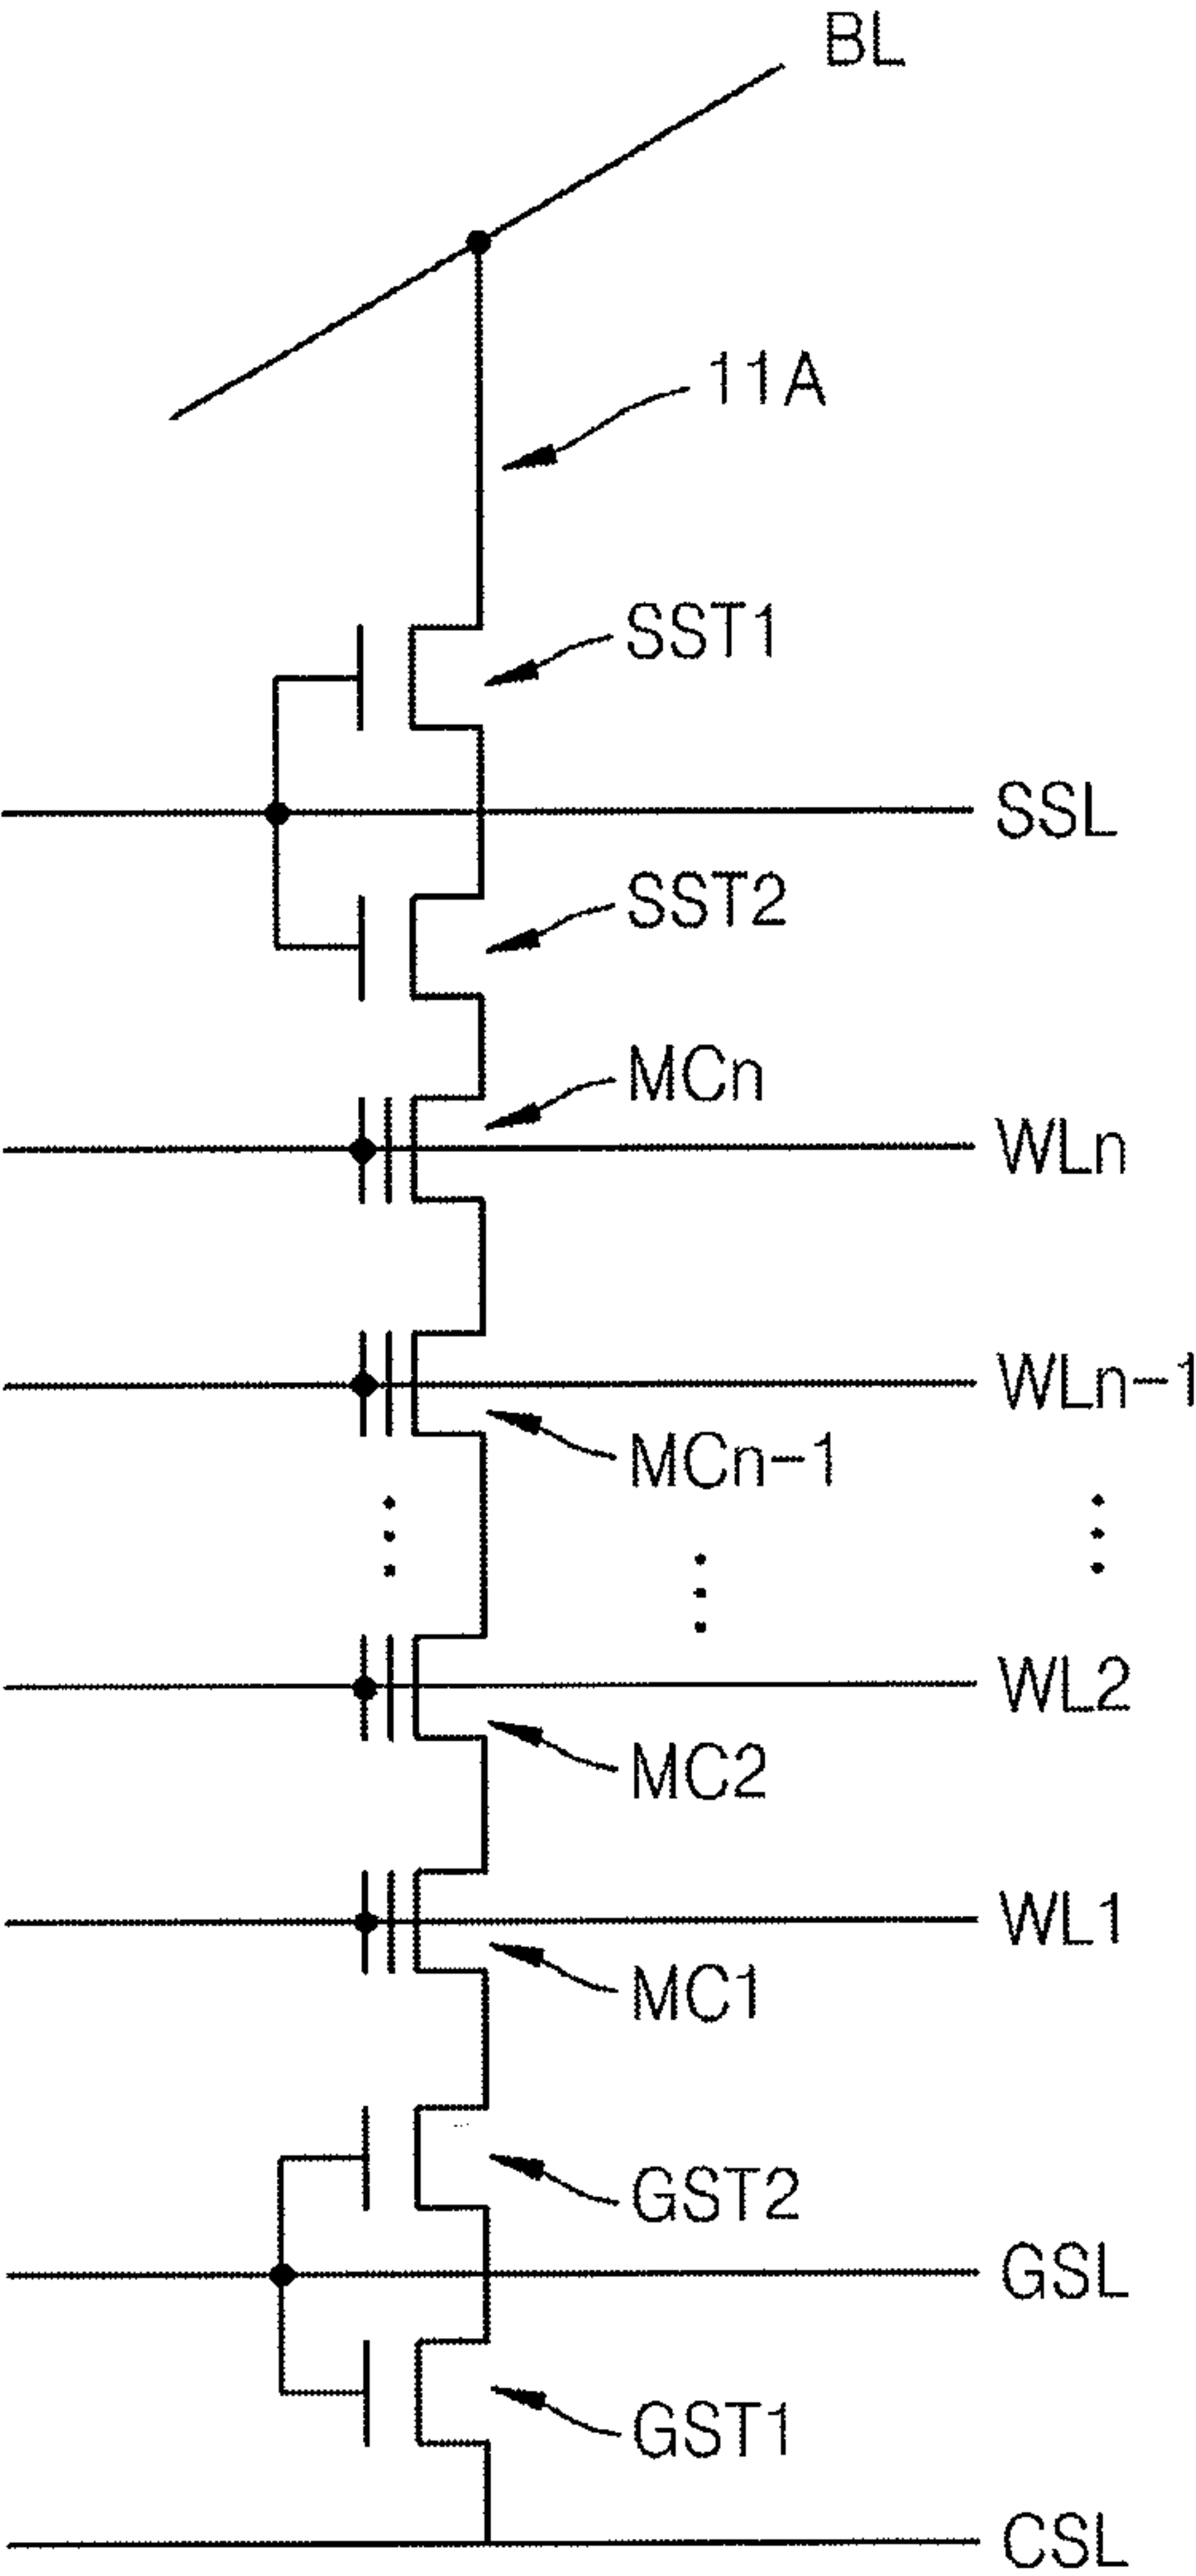 BL
11A
SST1
SSL
SST2
MCn
WLn
WLn-1
MCn-1
WL2
MC2
WL1
MC1
GST2
GSL
GST1
CSL